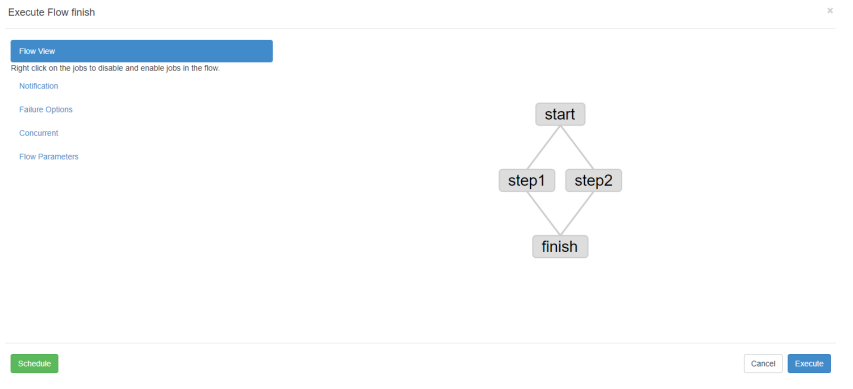 Execute Flow finish
×
Flow View
Right click on the jobs to disable and enable jobs in the flow.
Notification
Failure Options
Concurrent
Flow Parameters
start
step1 step2
finish
Schedule
Cancel
Execute